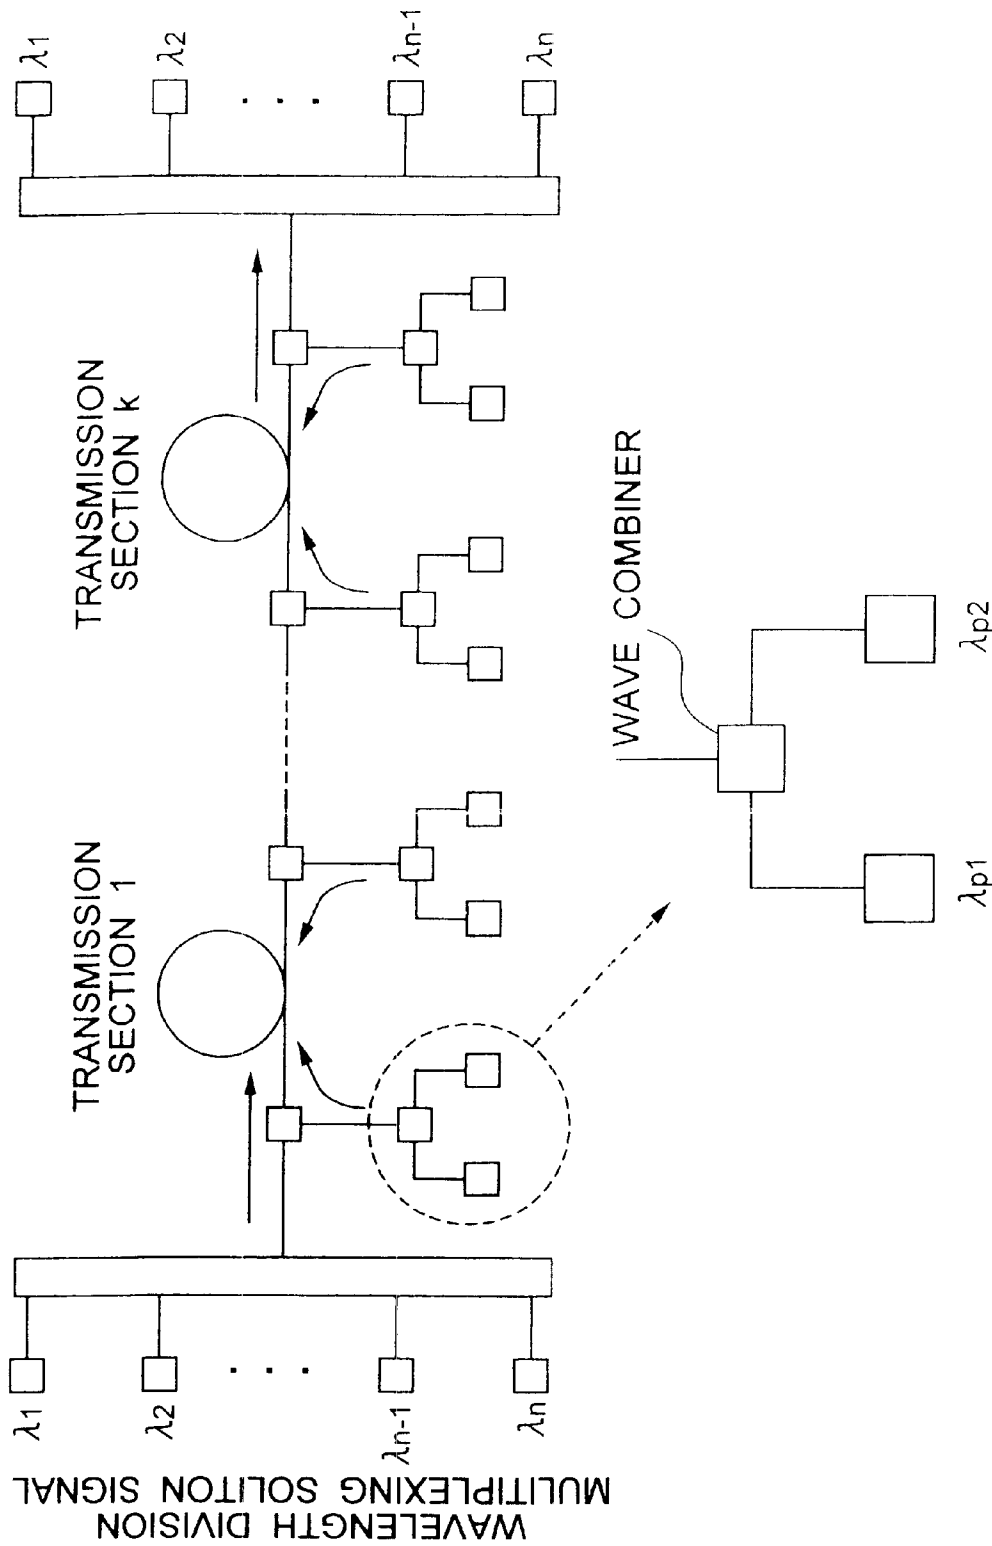 WAVELENGTH DIVISION
MULITIPLEXING SOLITON SIGNAL
λ1
λ2
λn-1
λn
TRANSMISSION
SECTION 1
TRANSMISSION
SECTION k
λ1
λ2
λn-1
λn
WAVE COMBINER
λp1
λp2